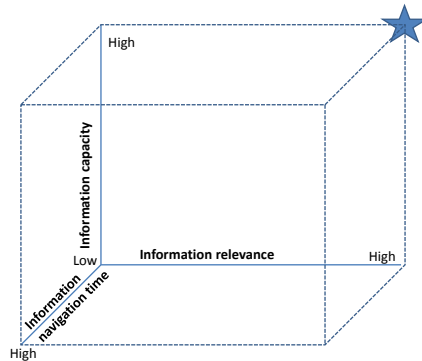 High
Information capacity
Low
Information relevance
High
Information
navigation time
High